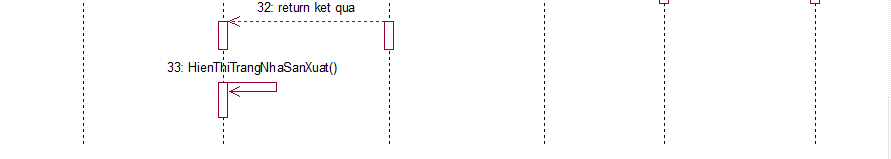 32: return ket qua
33: HienThiTrangNhaSanXuat()